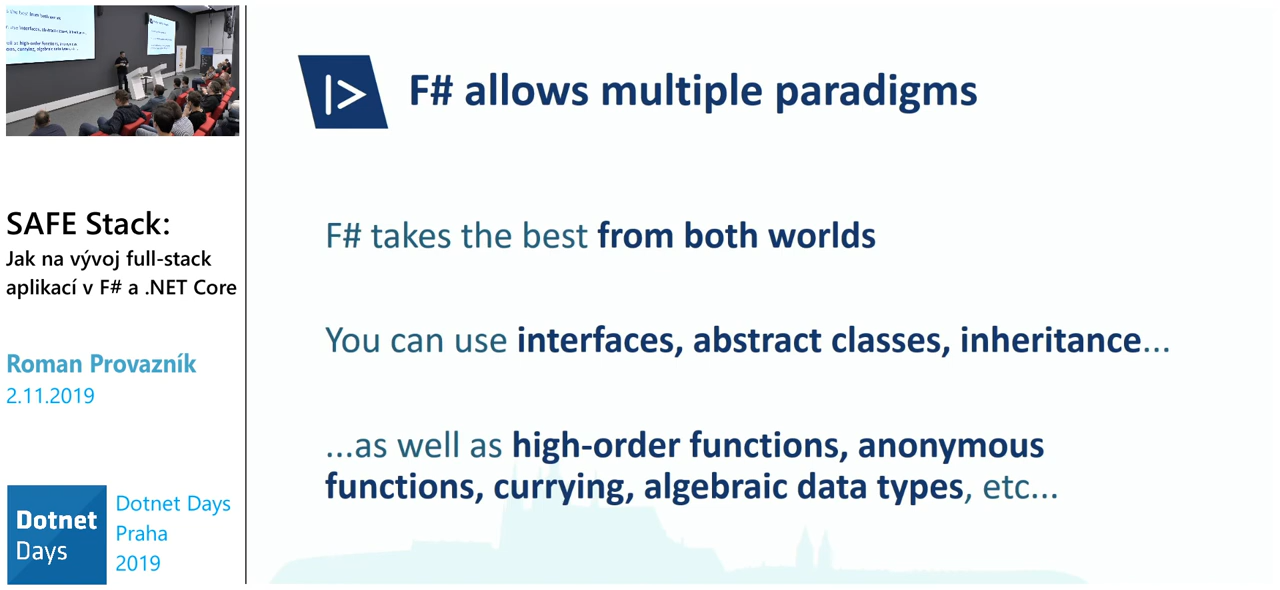 SAFE Stack:
Jak na vývoj full-stack
aplikací v F# a .NET Core
Roman Provazník
2.11.2019
Dotnet
Days
Dotnet Days
Praha
2019
|> F# allows multiple paradigms
F# takes the best from both worlds
You can use interfaces, abstract classes, inheritance...
...as well as high-order functions, anonymous
functions, currying, algebraic data types, etc...